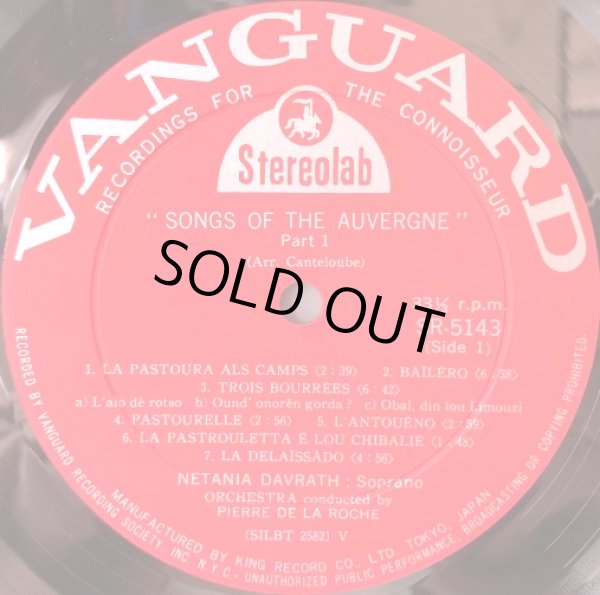 VANGUARD
RECORDINGS FOR THE CONNOISSEUR
Stereolab
"SONGS OF THE AUVERGNE"
Part 1
(Arr. Canteloube)
SOLD OUT
33⅓ r.p.m.
SR-5143
(Side 1)
1. LA PASTOURA ALS CAMPS (2:39) 2. BAÏLÈRO (6:38)
3. TROIS BOURRÉES (6:42)
a) L'aïo dè rotso b) Ound' onorèn gorda? c) Obal, din lou Limouzi
4. PASTOURELLE (2:56) 5. L'ANTOUÈNO (2:59)
6. LA PASTROULETTA È LOU CHIBALIÉ (1:48)
7. LA DELAÏSSADO (4:56)
NETANIA DAVRATH : Soprano
ORCHESTRA conducted by
PIERRE DE LA ROCHE
(SILBT 2582) V
MANUFACTURED BY KING RECORD CO., LTD TOKYO, JAPAN
RECORDED BY VANGUARD RECORDING SOCIETY INC. N.Y.C.-UNAUTHORIZED PUBLIC PERFORMANCE, BROADCASTING OR COPYING PROHIBITED.